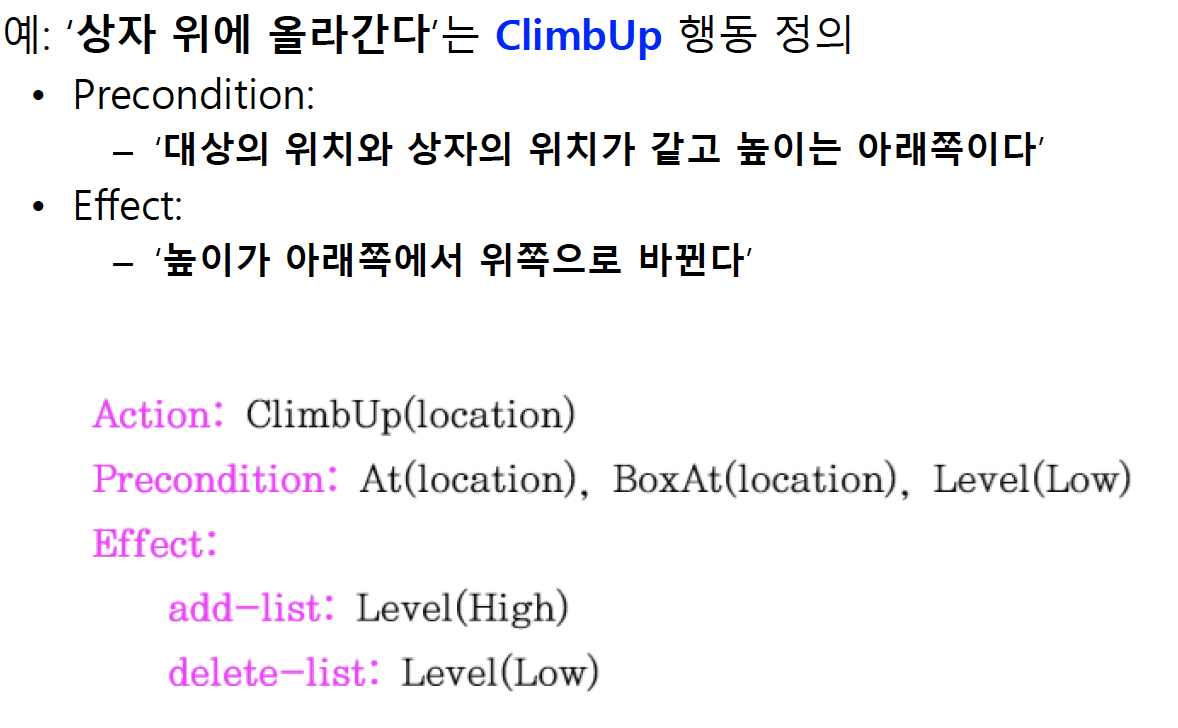 예: ‘상자 위에 올라간다’는 ClimbUp 행동 정의
• Precondition:
– ‘대상의 위치와 상자의 위치가 같고 높이는 아래쪽이다’
• Effect:
– ‘높이가 아래쪽에서 위쪽으로 바뀐다’
Action: ClimbUp(location)
Precondition: At(location), BoxAt(location), Level(Low)
Effect:
add-list: Level(High)
delete-list: Level(Low)